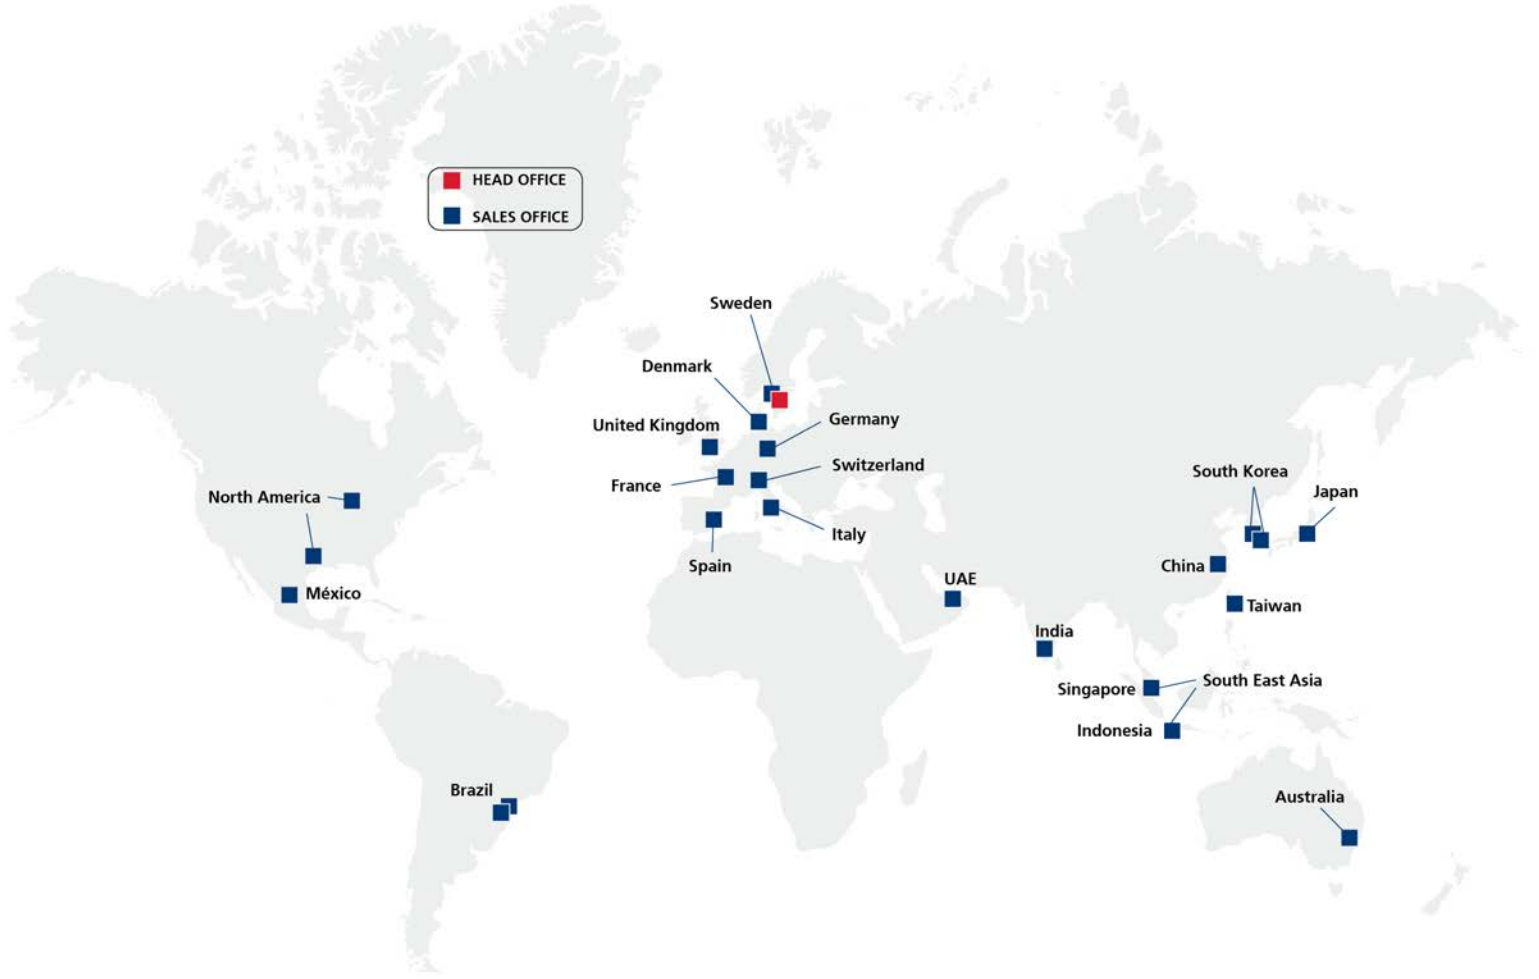 HEAD OFFICE
SALES OFFICE
Sweden
Denmark
United Kingdom
Germany
Switzerland
France
Italy
Spain
North America
México
South Korea
Japan
China
Taiwan
UAE
India
South East Asia
Singapore
Indonesia
Brazil
Australia